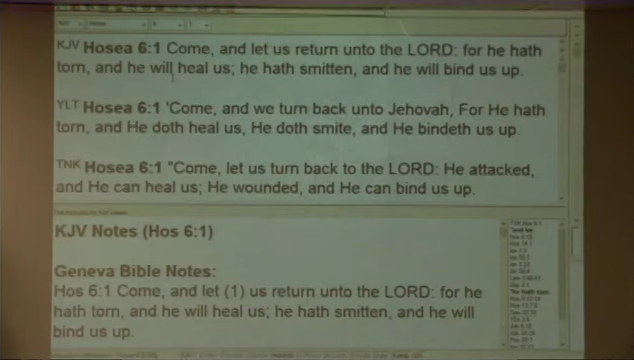 KJV Hosea 6:1 Come, and let us return unto the LORD: for he hath
torn, and he will heal us; he hath smitten, and he will bind us up.
YLT Hosea 6:1 'Come, and we turn back unto Jehovah, For He hath
torn, and He doth heal us, He doth smite, and He bindeth us up.
TNK Hosea 6:1 "Come, let us turn back to the LORD: He attacked,
and He can heal us; He wounded, and He can bind us up.
KJV Notes (Hos 6:1)
Geneva Bible Notes:
Hos 6:1 Come, and let (1) us return unto the LORD: for he
hath torn, and he will heal us; he hath smitten, and he will
bind us up.